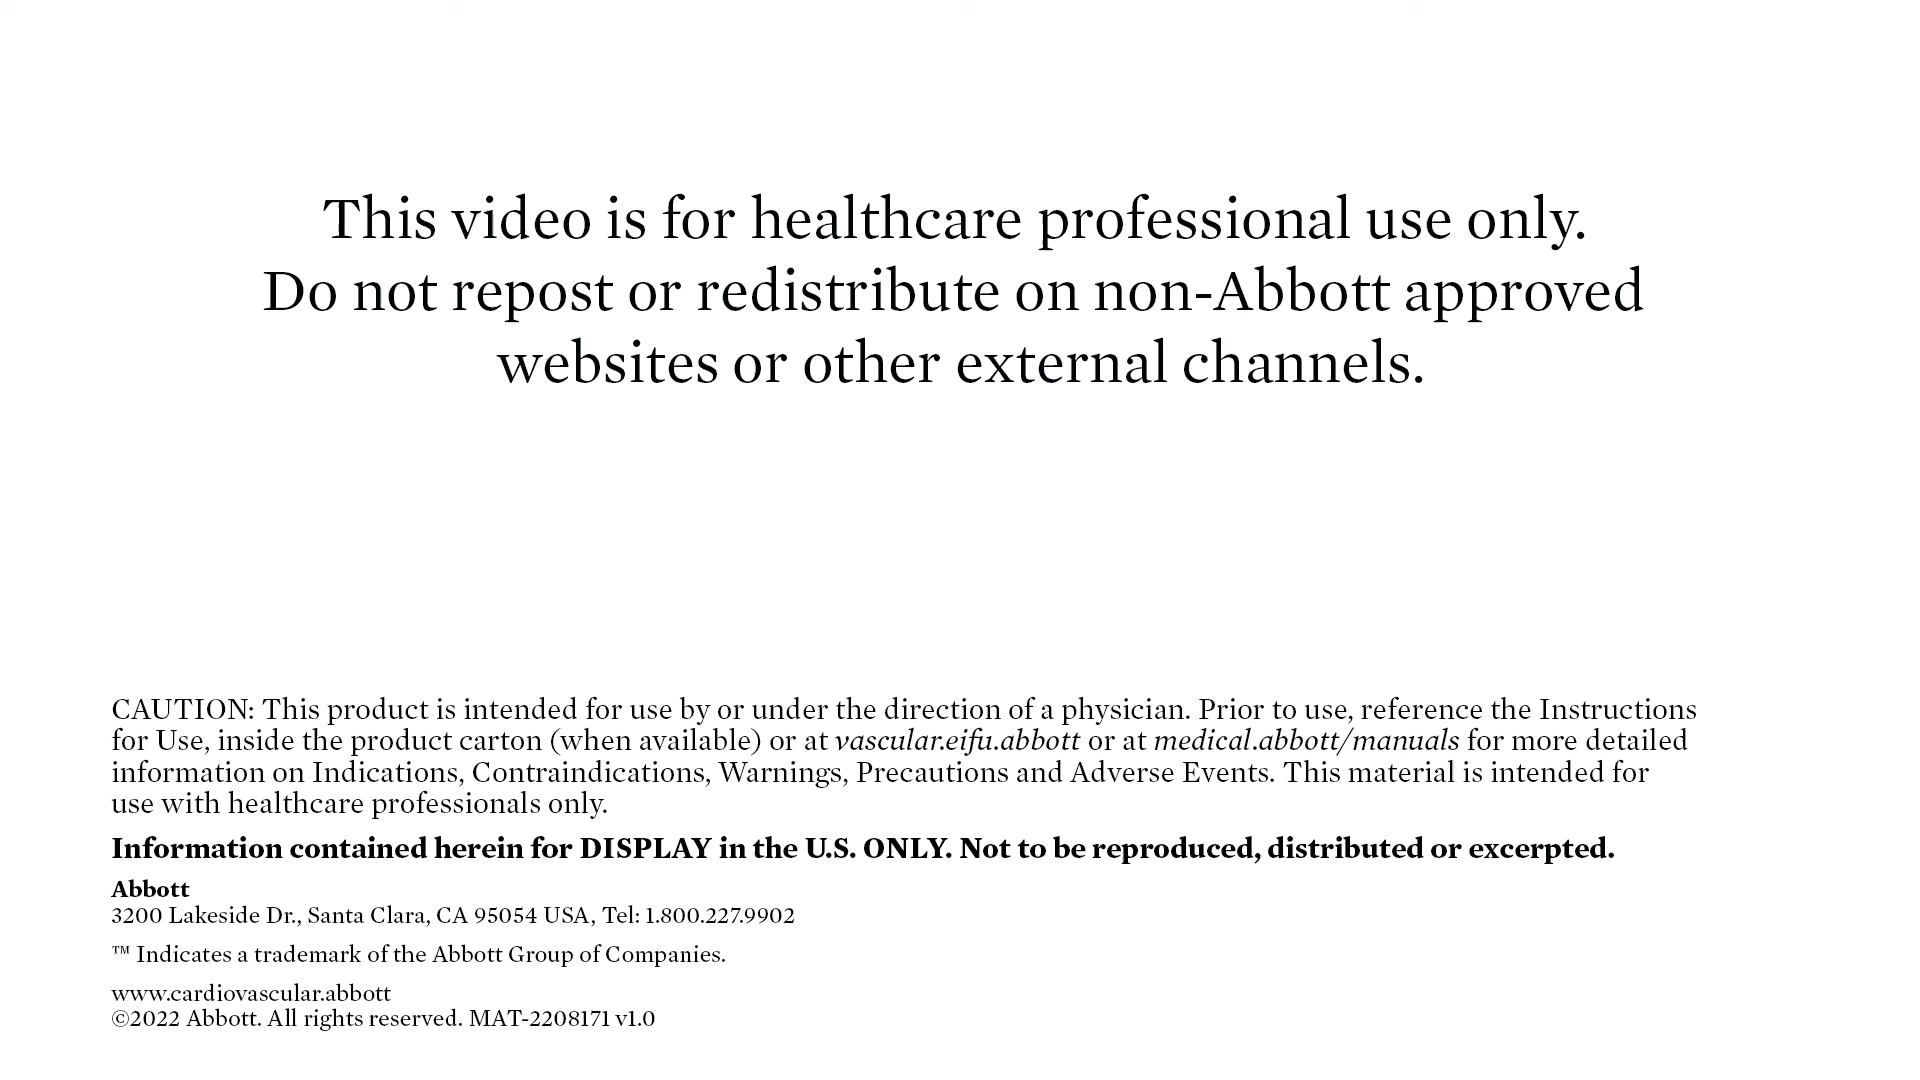 This video is for healthcare professional use only.
Do not repost or redistribute on non-Abbott approved
websites or other external channels.
CAUTION: This product is intended for use by or under the direction of a physician. Prior to use, reference the Instructions
for Use, inside the product carton (when available) or at vascular.eifu.abbott or at medical.abbott/manuals for more detailed
information on Indications, Contraindications, Warnings, Precautions and Adverse Events. This material is intended for
use with healthcare professionals only.
Information contained herein for DISPLAY in the U.S. ONLY. Not to be reproduced, distributed or excerpted.
Abbott
3200 Lakeside Dr., Santa Clara, CA 95054 USA, Tel: 1.800.227.9902
™ Indicates a trademark of the Abbott Group of Companies.
www.cardiovascular.abbott
©2022 Abbott. All rights reserved. MAT-2208171 v1.0